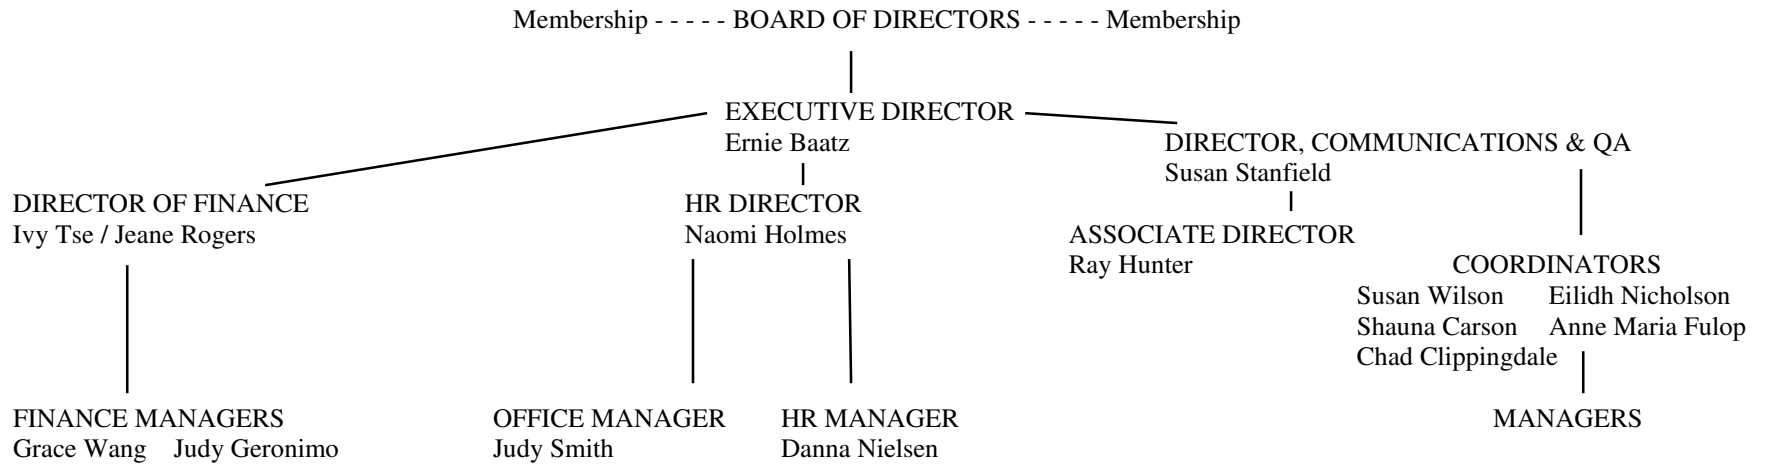 Membership - - - - - BOARD OF DIRECTORS - - - - - Membership
EXECUTIVE DIRECTOR
Ernie Baatz
DIRECTOR, COMMUNICATIONS & QA
Susan Stanfield
DIRECTOR OF FINANCE
Ivy Tse / Jeane Rogers
HR DIRECTOR
Naomi Holmes
ASSOCIATE DIRECTOR
Ray Hunter
COORDINATORS
Susan Wilson Eilidh Nicholson
Shauna Carson Anne Maria Fulop
Chad Clippingdale
FINANCE MANAGERS
Grace Wang Judy Geronimo
OFFICE MANAGER
Judy Smith
HR MANAGER
Danna Nielsen
MANAGERS